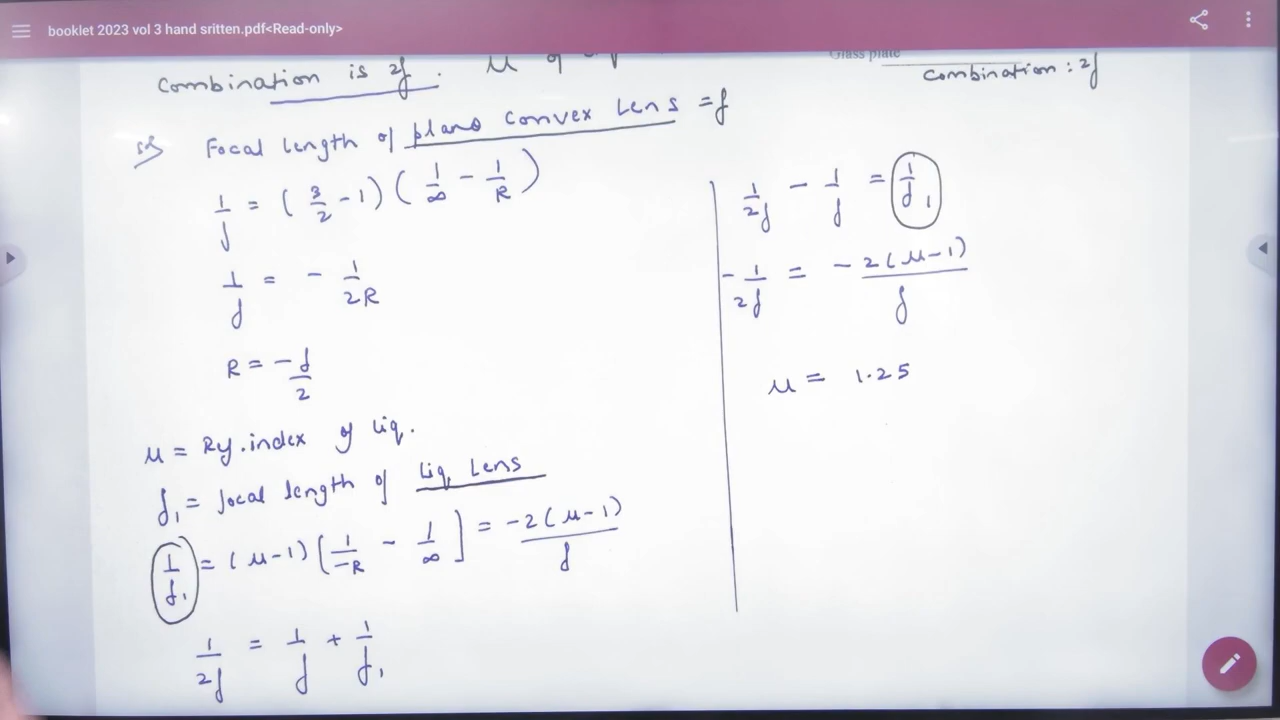 booklet 2023 vol 3 hand sritten.pdf<Read-only>
Combination is 2f. μ of
Glass plate
Combination : 2f
Sol Focal length of plano convex Lens = f
1/f = (3/2 - 1) (1/∞ - 1/R)
1/f = - 1/2R
R = - f/2
μ = Ry. index of liq.
f₁ = focal length of Liq. Lens
1/f₁ = (μ-1) [1/-R - 1/∞] = -2(μ-1)/f
1/2f = 1/f + 1/f₁
1/2f - 1/f = 1/f₁
- 1/2f = - 2(μ-1)/f
μ = 1.25